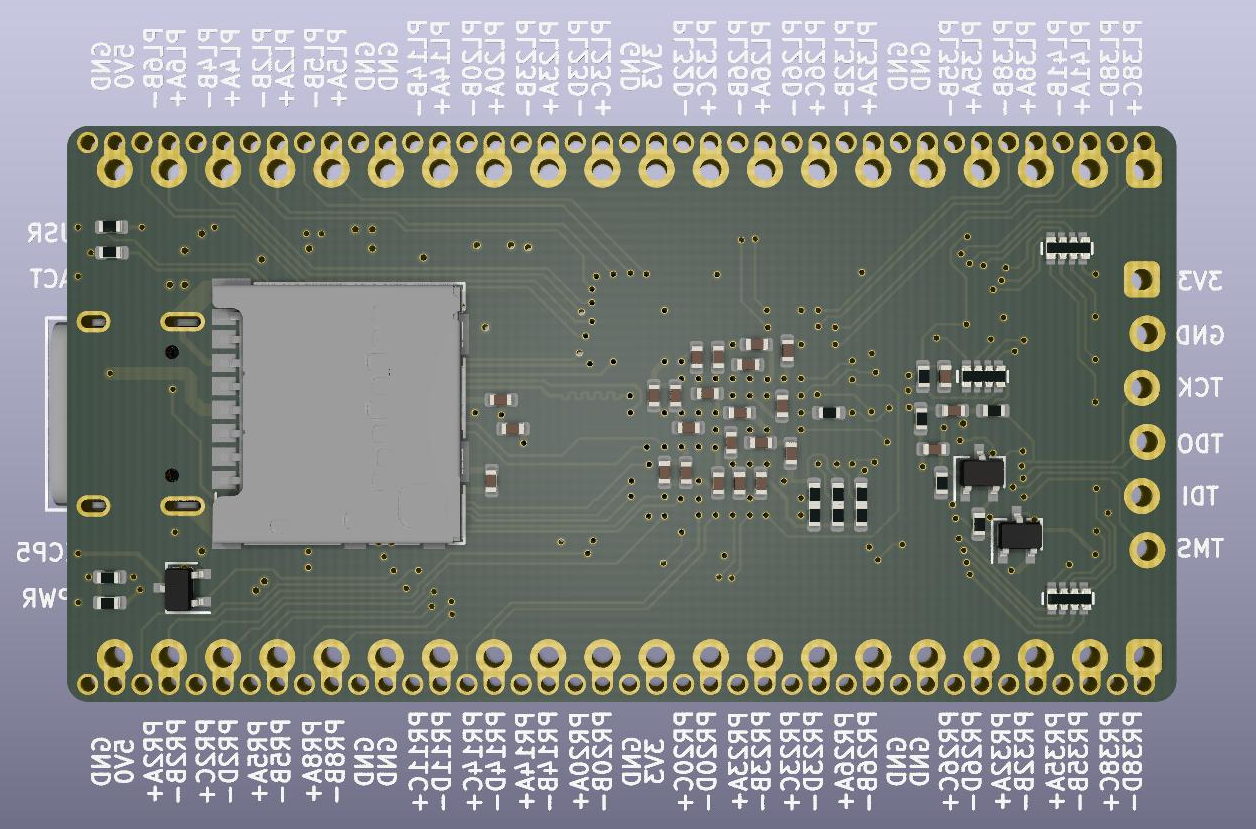 GND
5V0
PL6B-
PL6A+
PL4B-
PL4A+
PL2B-
PL2A+
PL5B-
PL5A+
GND
GND
PL14B-
PL14A+
PL20B-
PL20A+
PL23B-
PL23A+
PL23D-
PL23C+
GND
3V3
PL32D-
PL32C+
PL26B-
PL26A+
PL26D-
PL26C+
PL32B-
PL32A+
GND
GND
PL35B-
PL35A+
PL38B-
PL38A+
PL41B-
PL41A+
PL38D-
PL38C+
USR
ACT
CP5
PWR
3V3
GND
TCK
TDO
TDI
TMS
GND
5V0
PR2A+
PR2B-
PR2C+
PR2D-
PR5A+
PR5B-
PR8A+
PR8B-
GND
GND
PR11C+
PR11D-
PR14C+
PR14D-
PR14A+
PR14B-
PR20A+
PR20B-
GND
3V3
PR20C+
PR20D-
PR23A+
PR23B-
PR23C+
PR23D-
PR26A+
PR26B-
GND
GND
PR26C+
PR26D-
PR32A+
PR32B-
PR35A+
PR35B-
PR38C+
PR38D-